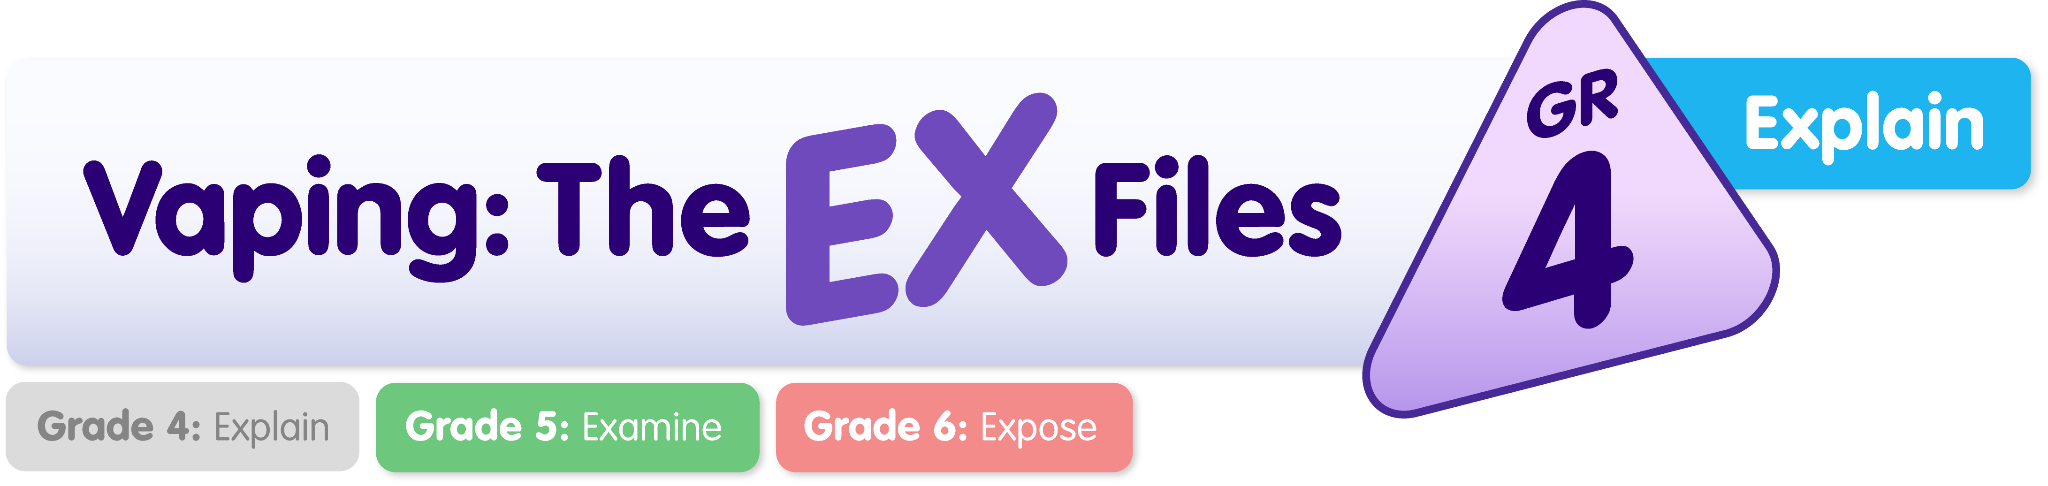 Vaping: The EX Files
GR
4
Explain
Grade 4: Explain
Grade 5: Examine
Grade 6: Expose